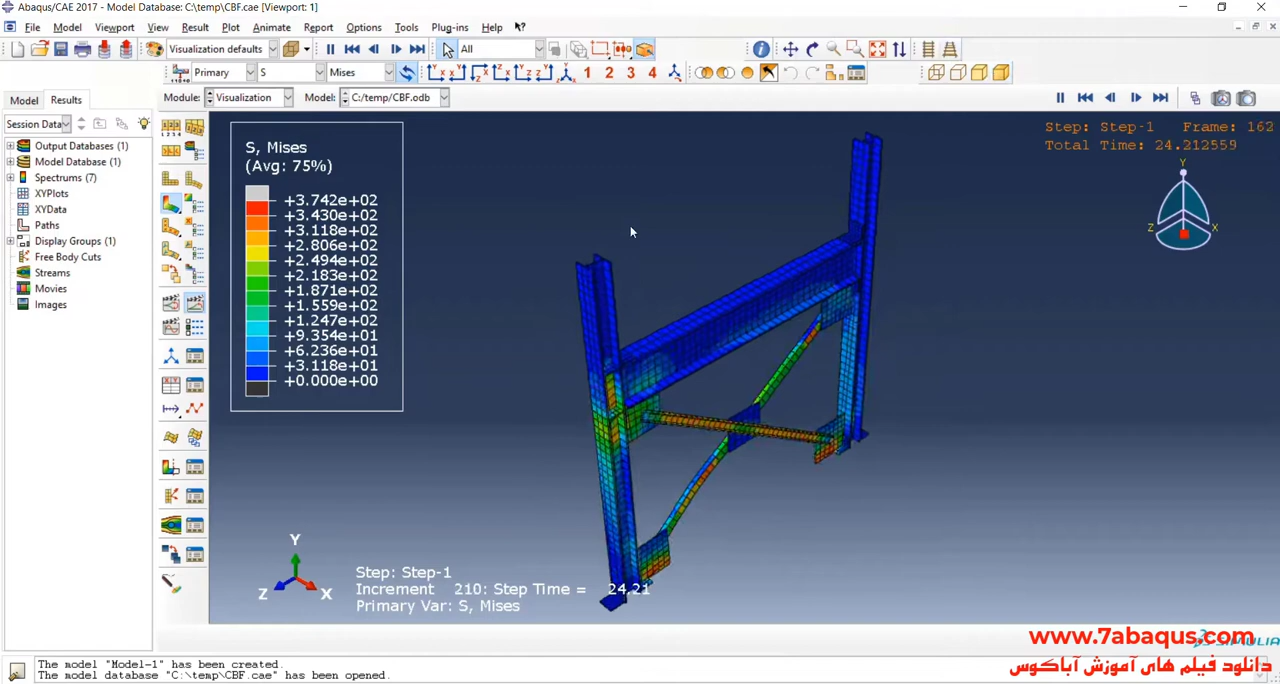 Abaqus/CAE 2017 - Model Database: C:\temp\CBF.cae [Viewport: 1]
File Model Viewport View Result Plot Animate Report Options Tools Plug-ins Help
Visualization defaults All
Primary S Mises 1 2 3 4
Model Results Module: Visualization Model: C:/temp/CBF.odb
Session Data
Output Databases (1)
Model Database (1)
Spectrums (7)
XYPlots
XYData
Paths
Display Groups (1)
Free Body Cuts
Streams
Movies
Images
S, Mises
(Avg: 75%)
+3.742e+02
+3.430e+02
+3.118e+02
+2.806e+02
+2.494e+02
+2.183e+02
+1.871e+02
+1.559e+02
+1.247e+02
+9.354e+01
+6.236e+01
+3.118e+01
+0.000e+00
Step: Step-1 Frame: 162
Total Time: 24.212559
Y
Z X
Y
Z X
Step: Step-1
Increment 210: Step Time = 24.21
Primary Var: S, Mises
www.7abaqus.com
SIMULIA
دانلود فیلم های آموزش آباکوس
The model "Model-1" has been created.
The model database "C:\temp\CBF.cae" has been opened.